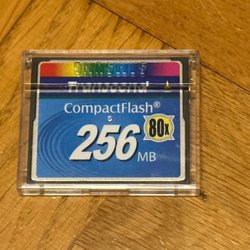 Transcend
CompactFlash®
256 MB
80x